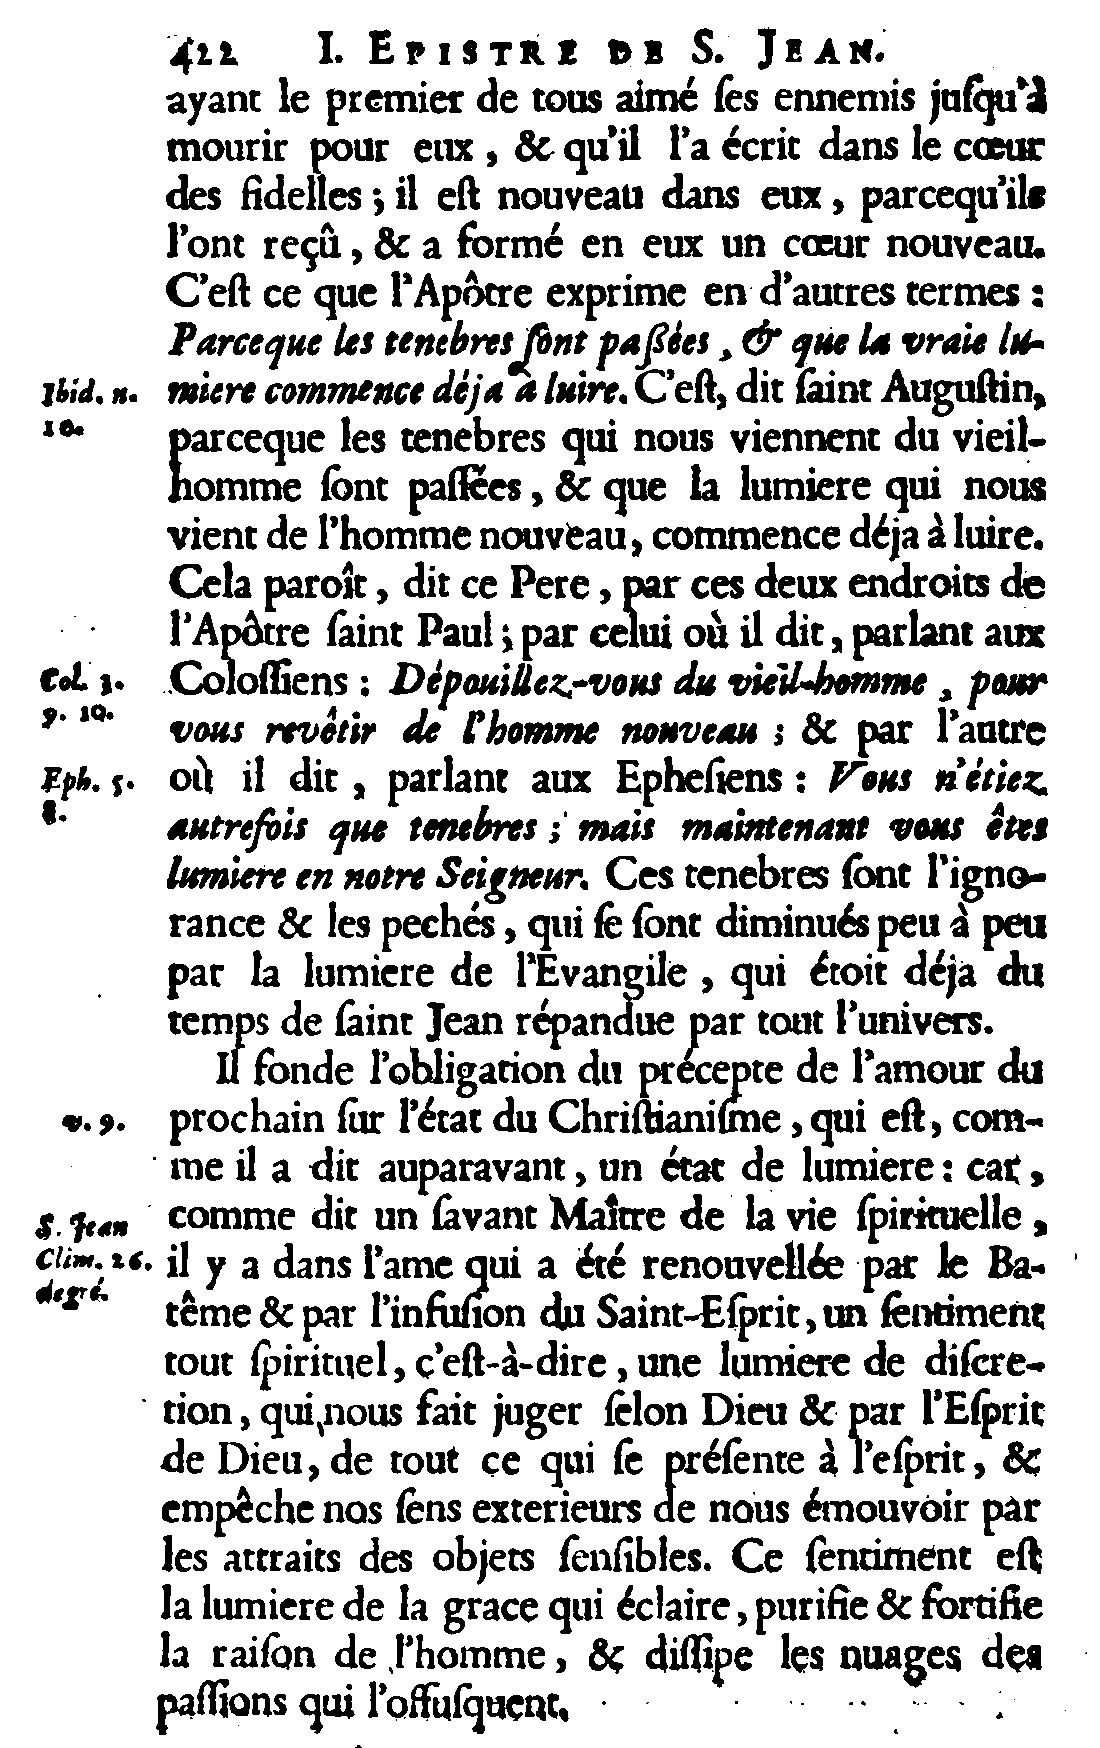 422 I. EPISTRE DE S. JEAN.
ayant le premier de tous aimé ſes ennemis juſqu'à
mourir pour eux, & qu'il l'a écrit dans le cœur
des fidelles ; il eſt nouveau dans eux, parcequ'ils
l'ont reçû, & a formé en eux un cœur nouveau.
C'eſt ce que l'Apôtre exprime en d'autres termes :
Parceque les tenebres ſont paſſées, & que la vraie lu-
Ibid. n. miere commence déja à luire. C'eſt, dit ſaint Auguſtin,
10. parceque les tenebres qui nous viennent du vieil-
homme ſont paſſées, & que la lumiere qui nous
vient de l'homme nouveau, commence déja à luire.
Cela paroît, dit ce Pere, par ces deux endroits de
l'Apôtre ſaint Paul ; par celui où il dit, parlant aux
Col. 3. Coloſſiens : Dépouillez-vous du vieil-homme, pour
9. 10. vous revêtir de l'homme nouveau ; & par l'autre
Eph. 5. où il dit, parlant aux Epheſiens : Vous n'étiez
8. autrefois que tenebres ; mais maintenant vous êtes
lumiere en notre Seigneur. Ces tenebres ſont l'igno-
rance & les pechés, qui ſe ſont diminués peu à peu
par la lumiere de l'Evangile, qui étoit déja du
temps de ſaint Jean répandue par tout l'univers.
Il fonde l'obligation du précepte de l'amour du
v. 9. prochain ſur l'état du Chriſtianiſme, qui eſt, com-
me il a dit auparavant, un état de lumiere : car,
S. Jean comme dit un ſavant Maître de la vie ſpirituelle,
Clim. 26. il y a dans l'ame qui a été renouvellée par le Ba-
degré. tême & par l'infuſion du Saint-Eſprit, un ſentiment
tout ſpirituel, c'eſt-à-dire, une lumiere de diſcre-
tion, qui nous fait juger ſelon Dieu & par l'Eſprit
de Dieu, de tout ce qui ſe préſente à l'eſprit, &
empêche nos ſens exterieurs de nous émouvoir par
les attraits des objets ſenſibles. Ce ſentiment eſt
la lumiere de la grace qui éclaire, purifie & fortifie
la raiſon de l'homme, & diſſipe les nuages des
paſſions qui l'offuſquent.